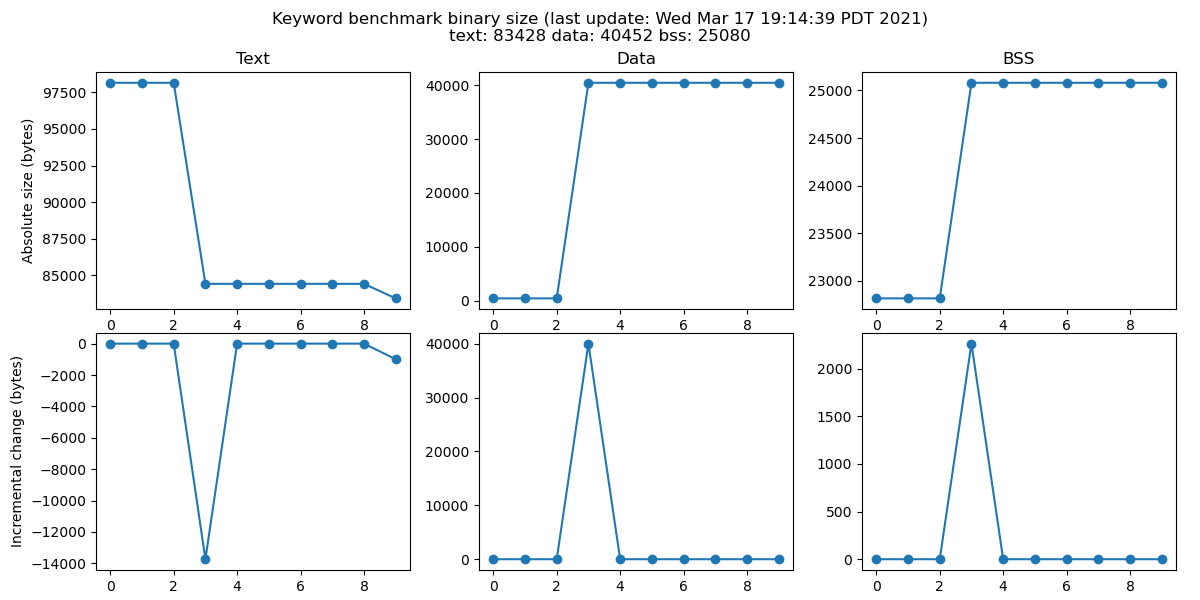 Keyword benchmark binary size (last update: Wed Mar 17 19:14:39 PDT 2021)
text: 83428 data: 40452 bss: 25080
Text
Data
BSS
Absolute size (bytes)
97500
95000
92500
90000
87500
85000
0 2 4 6 8
40000
30000
20000
10000
0
0 2 4 6 8
25000
24500
24000
23500
23000
0 2 4 6 8
Incremental change (bytes)
0
−2000
−4000
−6000
−8000
−10000
−12000
−14000
0 2 4 6 8
40000
30000
20000
10000
0
0 2 4 6 8
2000
1500
1000
500
0
0 2 4 6 8